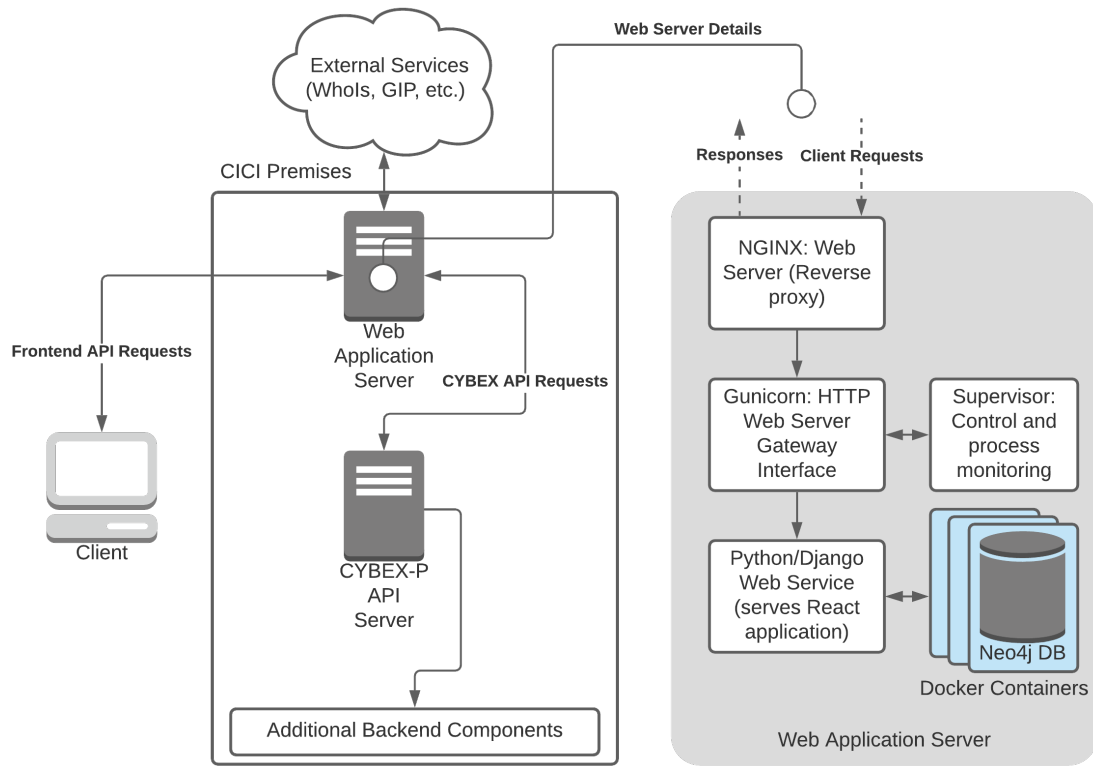 Web Server Details
External Services
(WhoIs, GIP, etc.)
Responses
Client Requests
CICI Premises
NGINX: Web
Server (Reverse
proxy)
Web
Application
Server
Frontend API Requests
CYBEX API Requests
Gunicorn: HTTP
Web Server
Gateway
Interface
Supervisor:
Control and
process
monitoring
Client
CYBEX-P
API
Server
Python/Django
Web Service
(serves React
application)
Neo4j DB
Docker Containers
Additional Backend Components
Web Application Server